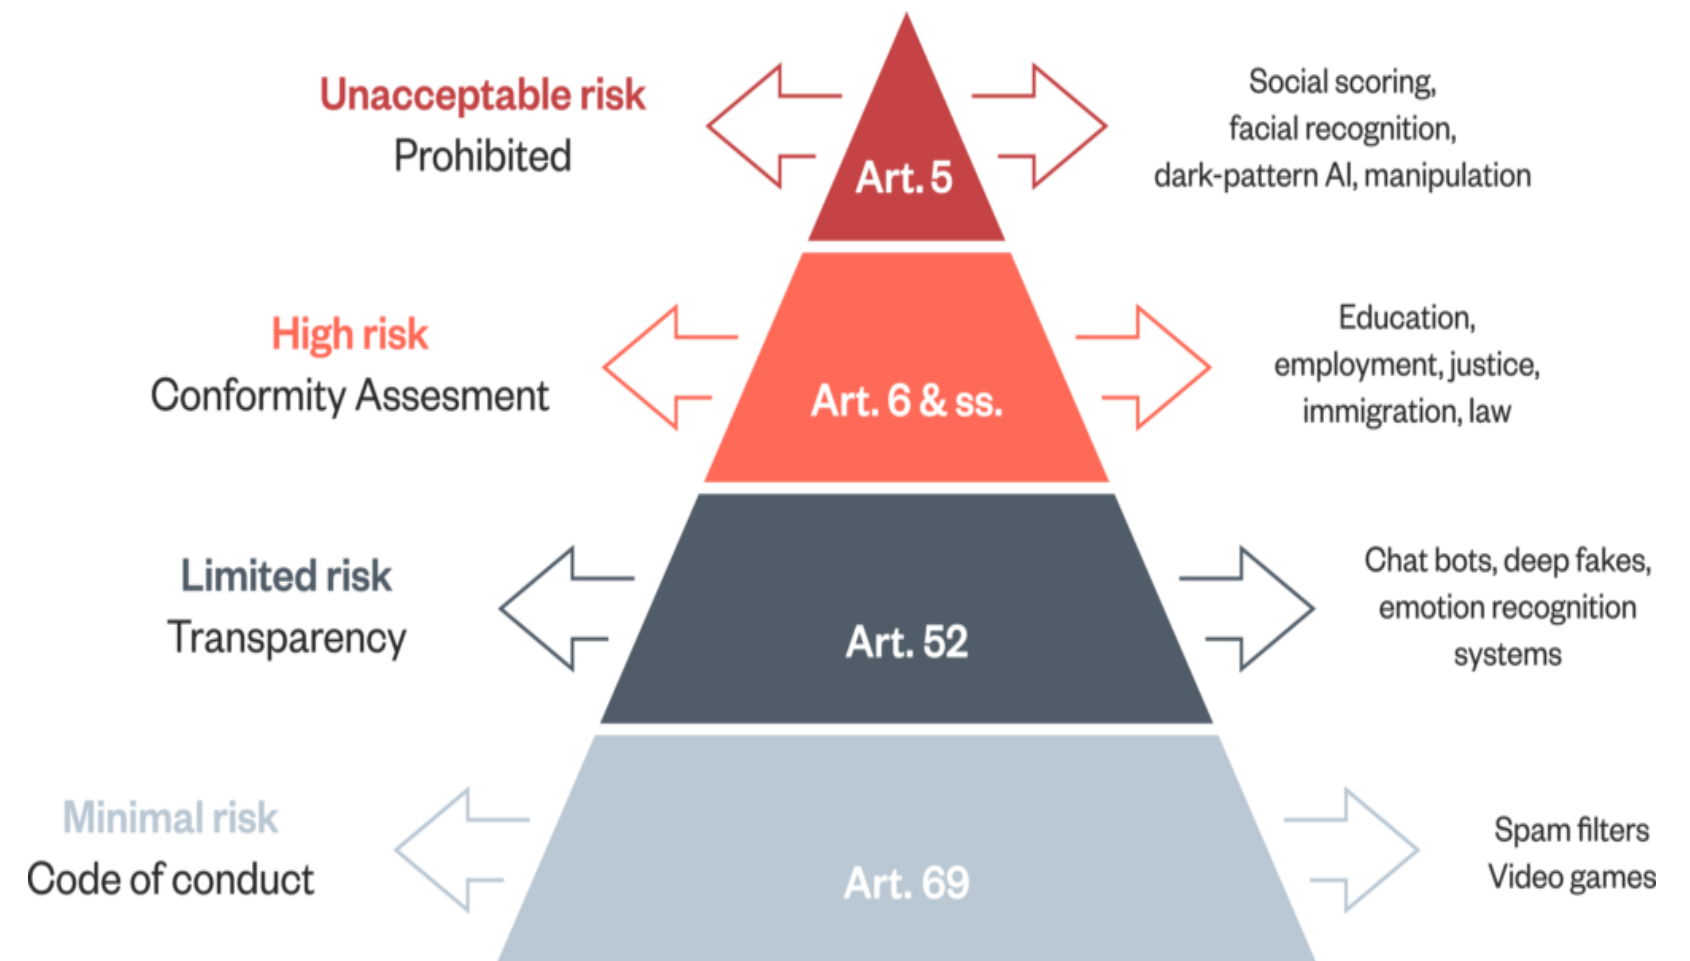 Unacceptable risk
Prohibited
Art. 5
Social scoring,
facial recognition,
dark-pattern AI, manipulation
High risk
Conformity Assesment
Art. 6 & ss.
Education,
employment, justice,
immigration, law
Limited risk
Transparency
Art. 52
Chat bots, deep fakes,
emotion recognition
systems
Minimal risk
Code of conduct
Art. 69
Spam filters
Video games